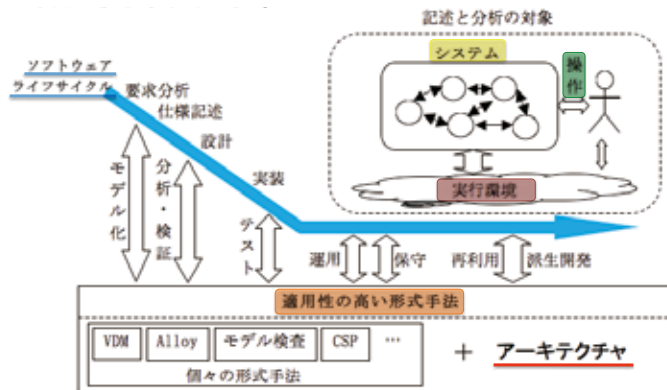 記述と分析の対象
システム
操作
実行環境
ソフトウェア
ライフサイクル
要求分析
仕様記述
設計
実装
モデル化
分析・検証
テスト
運用
保守
再利用
派生開発
適用性の高い形式手法
VDM
Alloy
モデル検査
CSP
…
個々の形式手法
+
アーキテクチャ